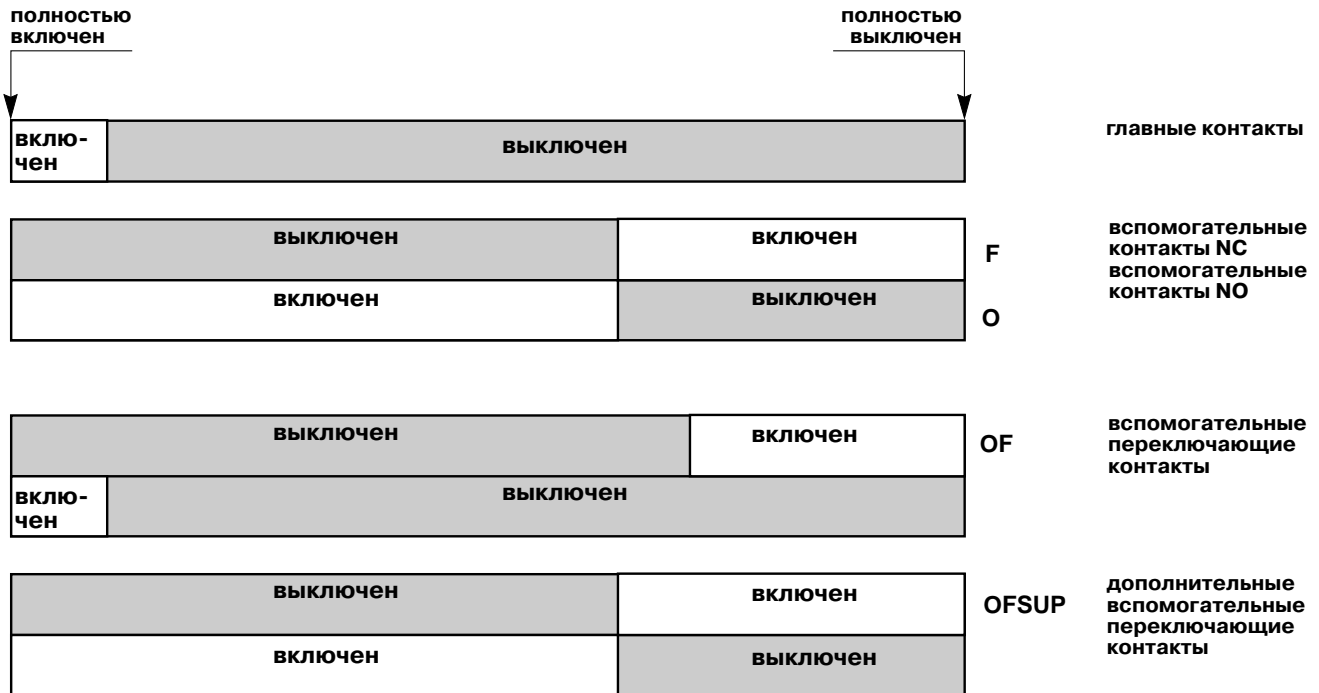 полностью
включен
полностью
выключен
вклю-
чен
выключен
главные контакты
выключен
включен
F
вспомогательные
контакты NC
включен
выключен
O
вспомогательные
контакты NO
выключен
включен
OF
вспомогательные
переключающие
контакты
вклю-
чен
выключен
выключен
включен
OFSUP
дополнительные
вспомогательные
переключающие
контакты
включен
выключен